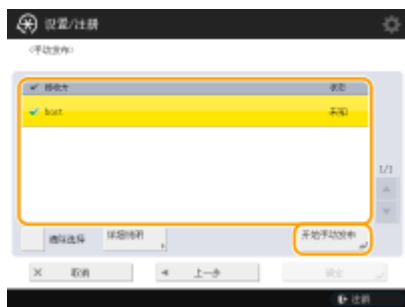 设置/注册
<手动发布>
✓ 接收方 状态
✓ host 未知
1/1
清除选择 详细信息 开始手动发布
× 取消 ◄ 上一步 确定
注销